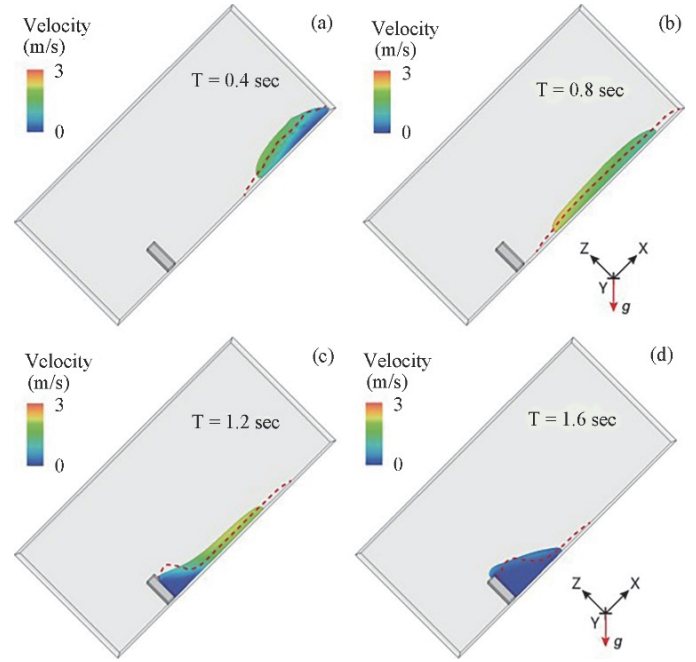 Velocity
(m/s)
3
0
T = 0.4 sec
(a)
Velocity
(m/s)
3
0
T = 0.8 sec
(b)
Z
X
Y
g
Velocity
(m/s)
3
0
T = 1.2 sec
(c)
Velocity
(m/s)
3
0
T = 1.6 sec
(d)
Z
X
Y
g